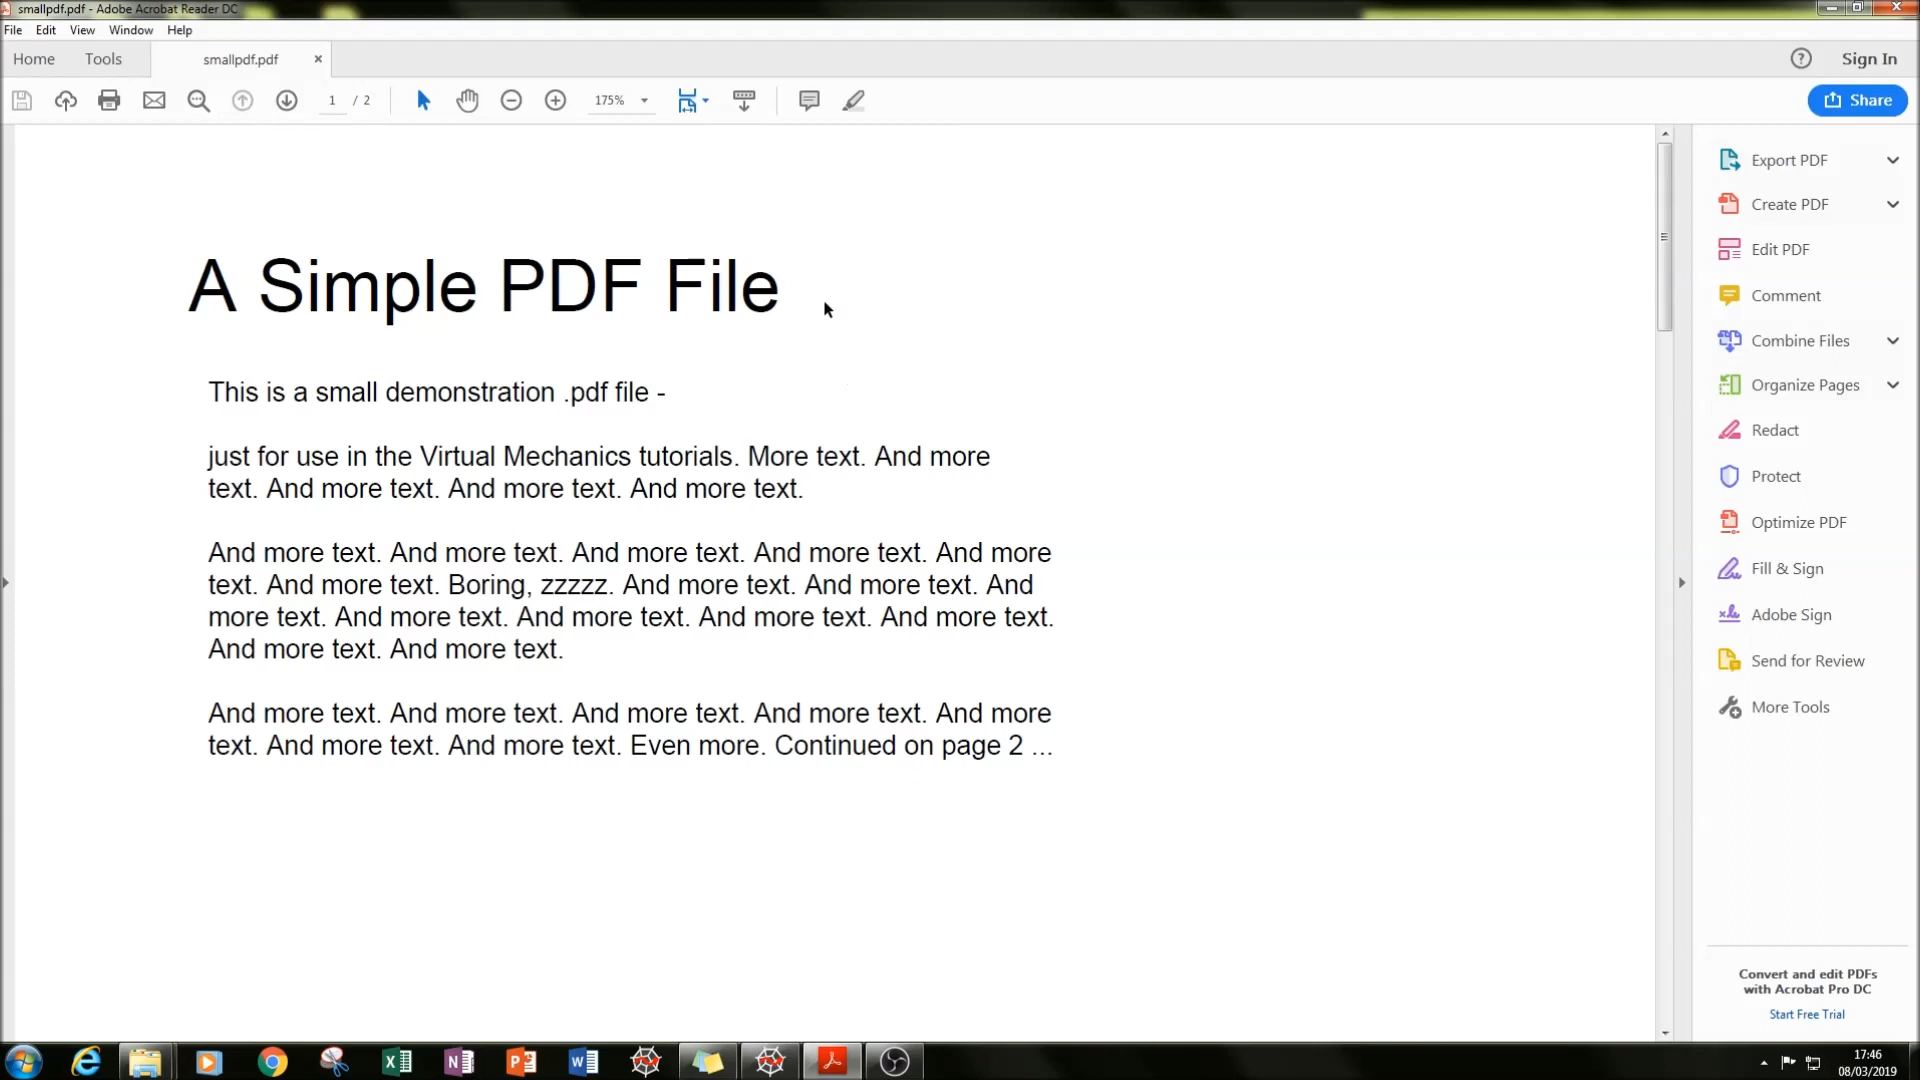 smallpdf.pdf - Adobe Acrobat Reader DC
File Edit View Window Help
Home Tools smallpdf.pdf Sign In
1 / 2 175% Share
A Simple PDF File
This is a small demonstration .pdf file -
just for use in the Virtual Mechanics tutorials. More text. And more
text. And more text. And more text. And more text.
And more text. And more text. And more text. And more text. And more
text. And more text. Boring, zzzzz. And more text. And more text. And
more text. And more text. And more text. And more text. And more text.
And more text. And more text.
And more text. And more text. And more text. And more text. And more
text. And more text. And more text. Even more. Continued on page 2 ...
Export PDF
Create PDF
Edit PDF
Comment
Combine Files
Organize Pages
Redact
Protect
Optimize PDF
Fill & Sign
Adobe Sign
Send for Review
More Tools
Convert and edit PDFs
with Acrobat Pro DC
Start Free Trial
17:46
08/03/2019